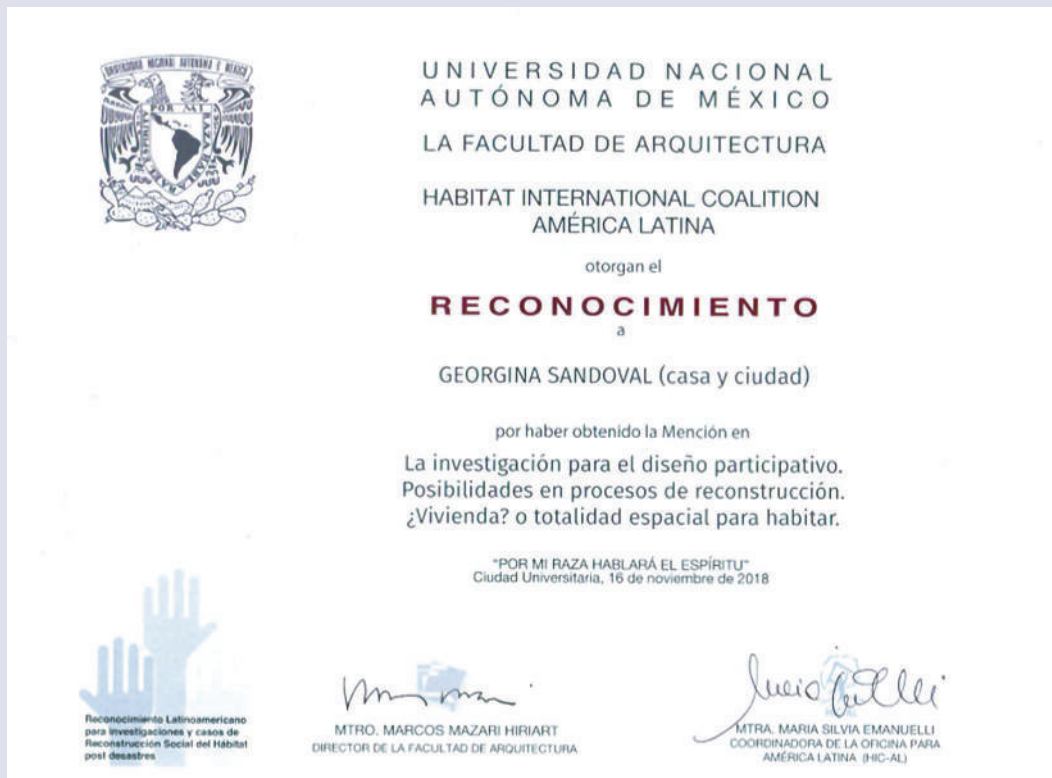 UNIVERSIDAD NACIONAL
AUTÓNOMA DE MÉXICO
LA FACULTAD DE ARQUITECTURA
HABITAT INTERNATIONAL COALITION
AMÉRICA LATINA
otorgan el
RECONOCIMIENTO
a
GEORGINA SANDOVAL (casa y ciudad)
por haber obtenido la Mención en
La investigación para el diseño participativo.
Posibilidades en procesos de reconstrucción.
¿Vivienda? o totalidad espacial para habitar.
"POR MI RAZA HABLARÁ EL ESPÍRITU"
Ciudad Universitaria, 16 de noviembre de 2018
Reconocimiento Latinoamericano
para investigaciones y casos de
Reconstrucción Social del Hábitat
post desastres
MTRO. MARCOS MAZARI HIRIART
DIRECTOR DE LA FACULTAD DE ARQUITECTURA
MTRA. MARIA SILVIA EMANUELLI
COORDINADORA DE LA OFICINA PARA
AMÉRICA LATINA (HIC-AL)